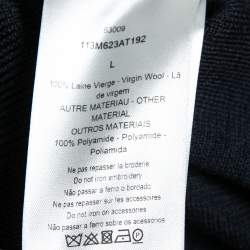 63009
113M623AT192
L
100% Laine Vierge - Virgin Wool - Lã
de virgem
AUTRE MATERIAU - OTHER
MATERIAL
OUTROS MATERIAIS
100% Polyamide - Polyamide -
Poliamida
Ne pas repasser la broderie
Do not iron embroidery
Não passar a ferro o bordado
Ne pas repasser sur les accessoires
Do not iron on the accessories
Não passar a ferro os acessórios